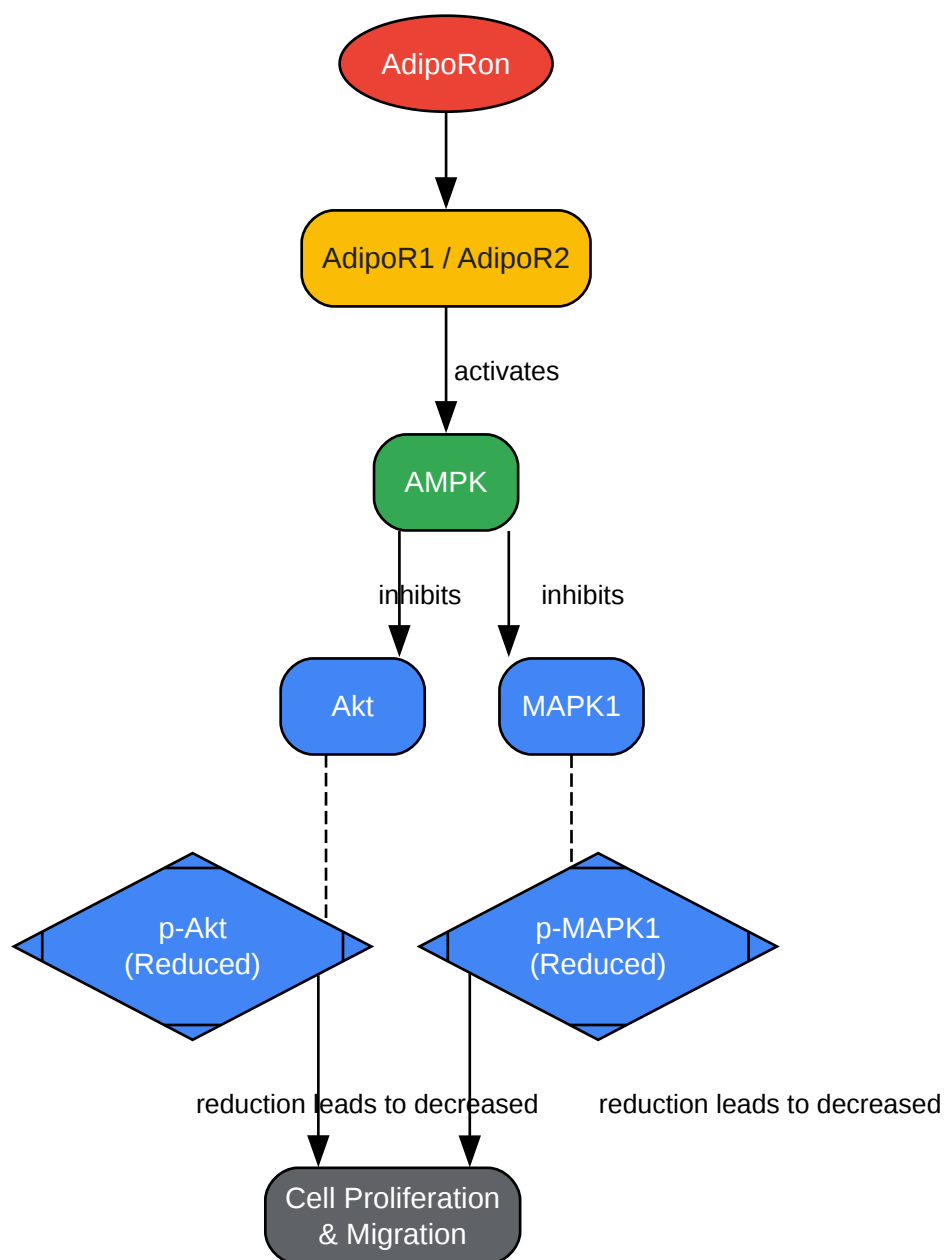 AdipoRon
AdipoR1 / AdipoR2
activates
AMPK
inhibits
inhibits
Akt
MAPK1
p-Akt
(Reduced)
p-MAPK1
(Reduced)
reduction leads to decreased
reduction leads to decreased
Cell Proliferation
& Migration